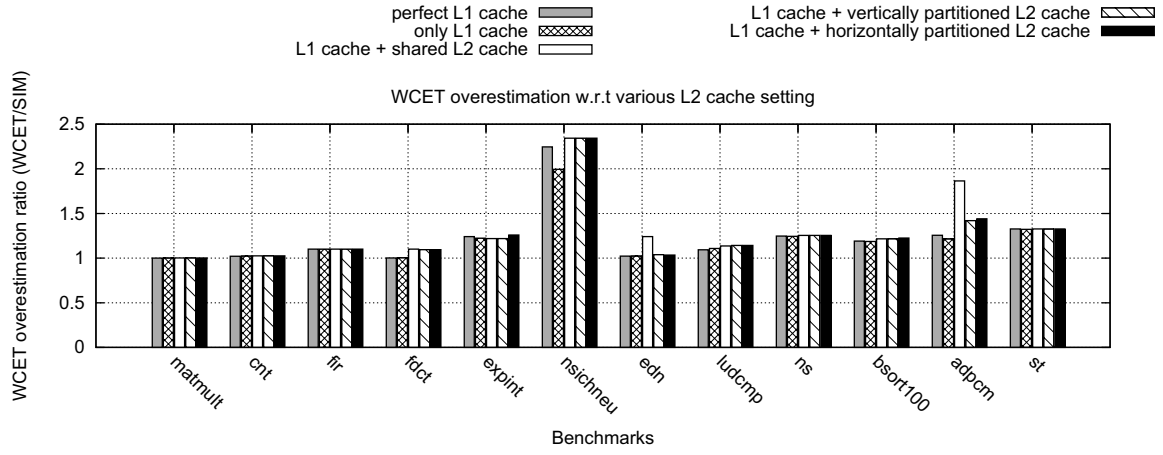 perfect L1 cache
only L1 cache
L1 cache + shared L2 cache
L1 cache + vertically partitioned L2 cache
L1 cache + horizontally partitioned L2 cache
WCET overestimation w.r.t various L2 cache setting
WCET overestimation ratio (WCET/SIM)
2.5
2
1.5
1
0.5
0
matmult
cnt
fir
fdct
expint
nsichneu
edn
ludcmp
ns
bsort100
adpcm
st
Benchmarks